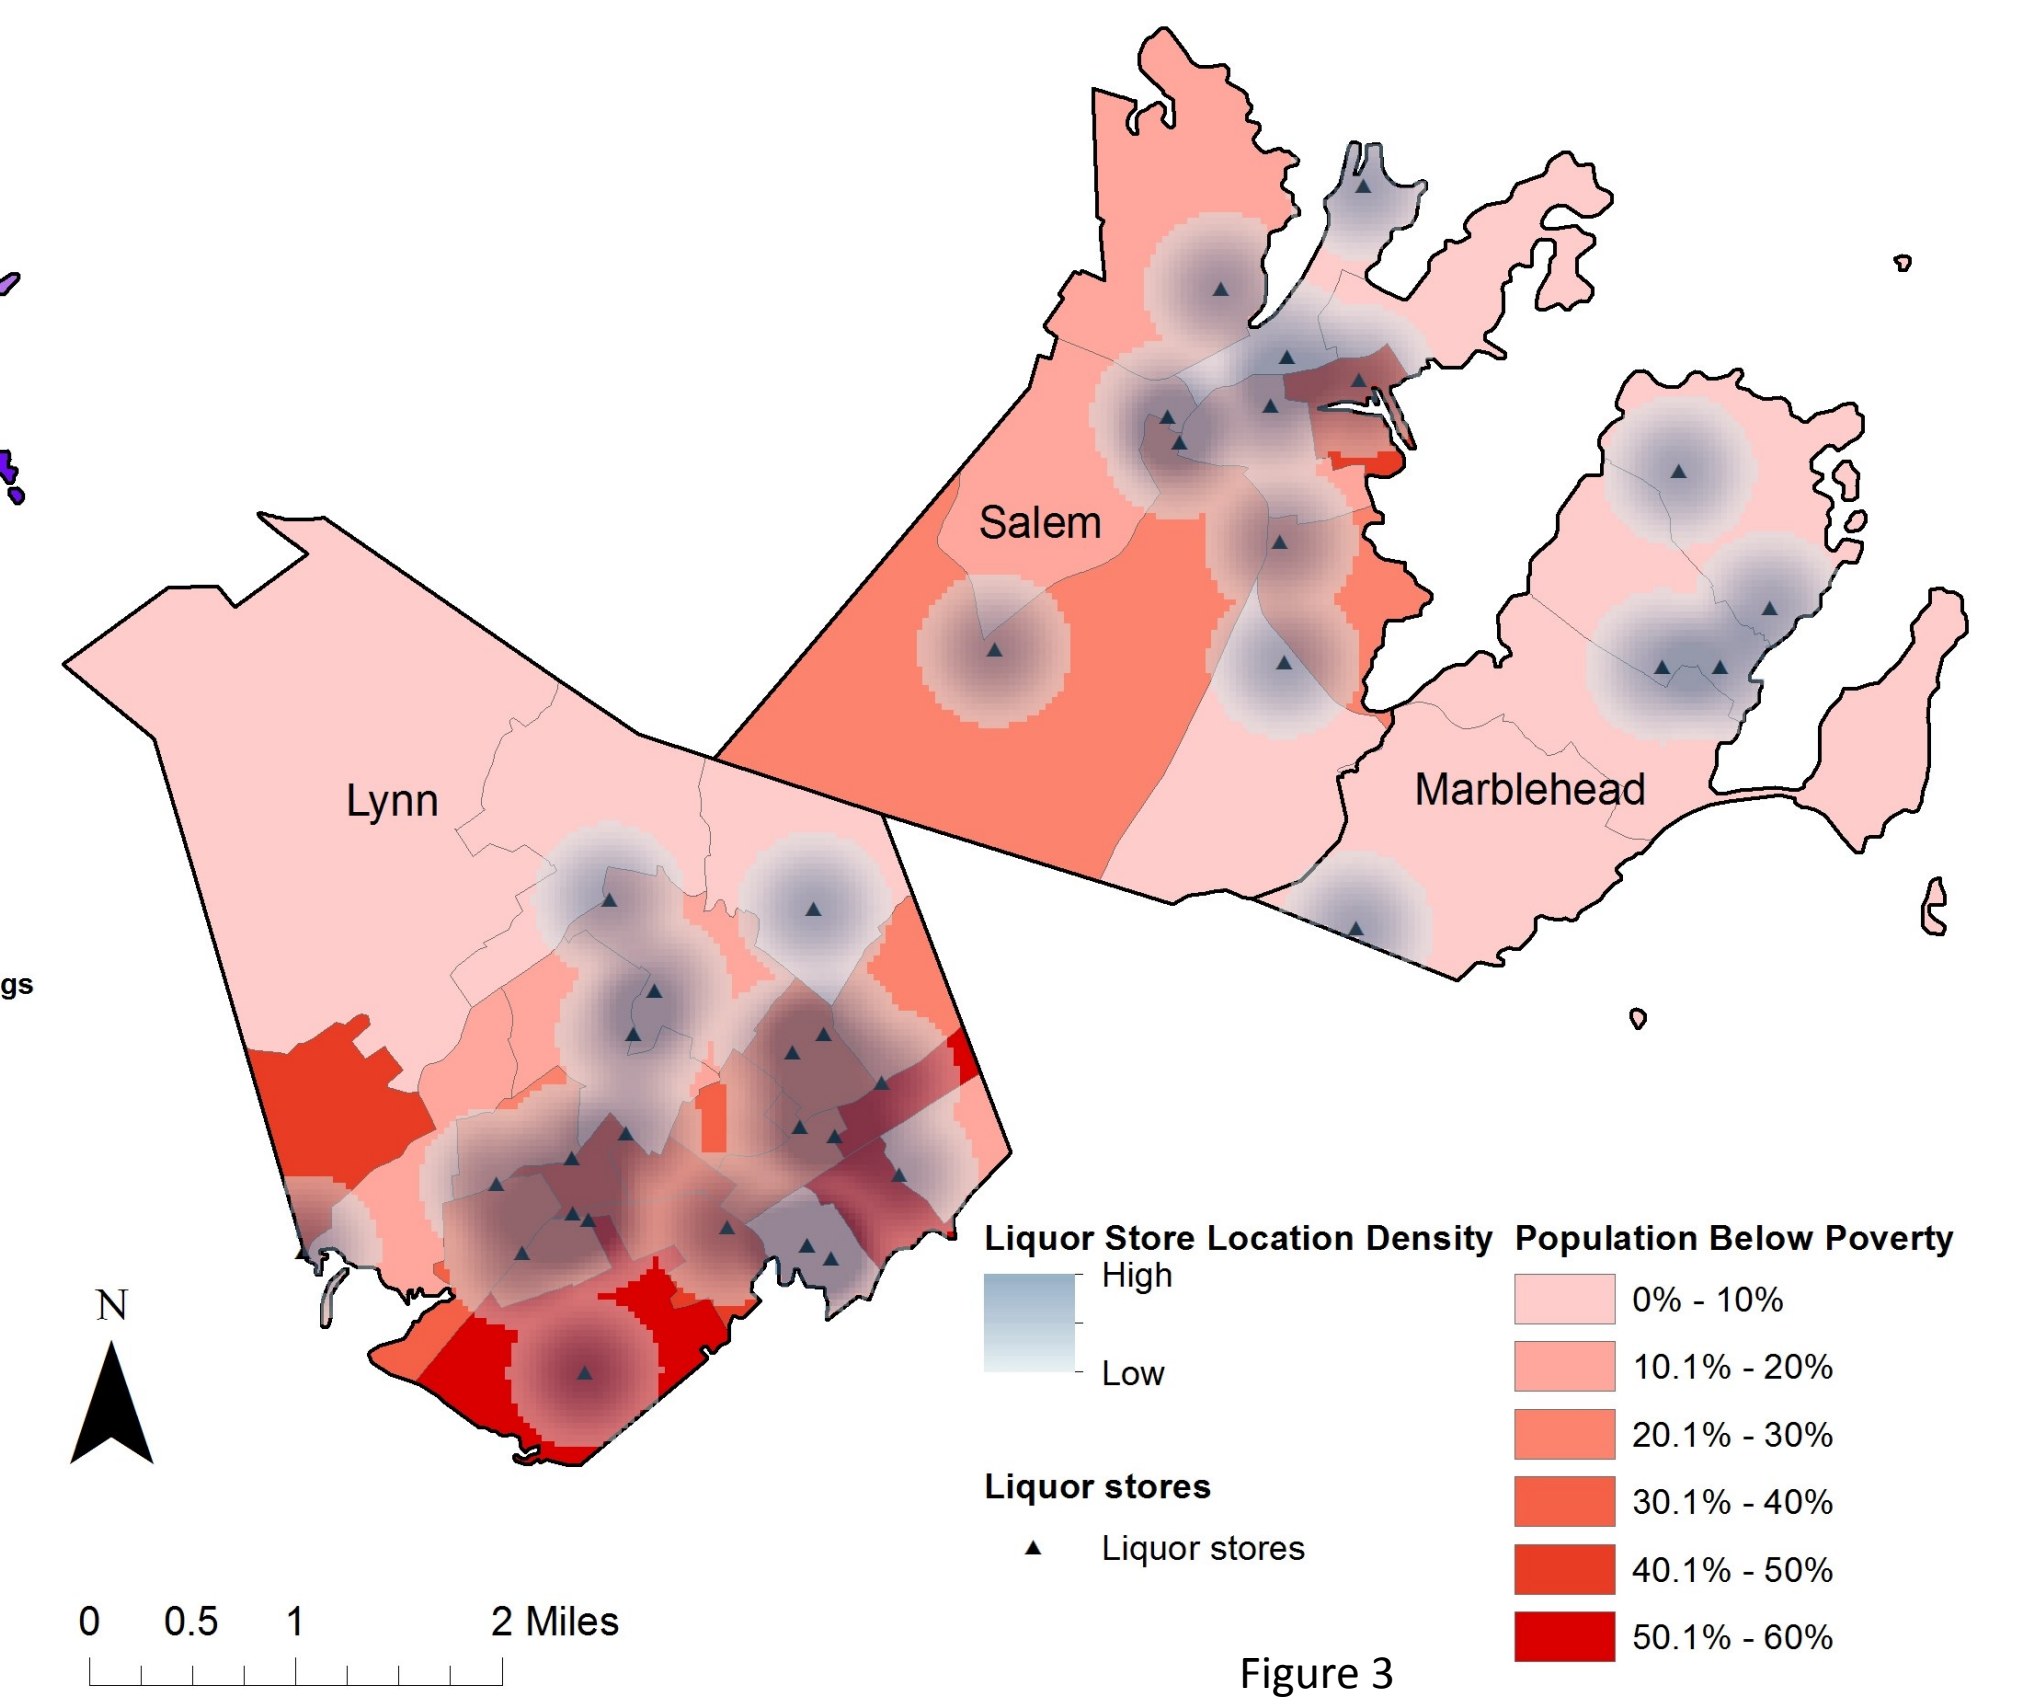 Salem
Lynn
Marblehead
gs
N
Liquor Store Location Density
High
Low
Liquor stores
Liquor stores
Population Below Poverty
0% - 10%
10.1% - 20%
20.1% - 30%
30.1% - 40%
40.1% - 50%
50.1% - 60%
0 0.5 1 2 Miles
Figure 3